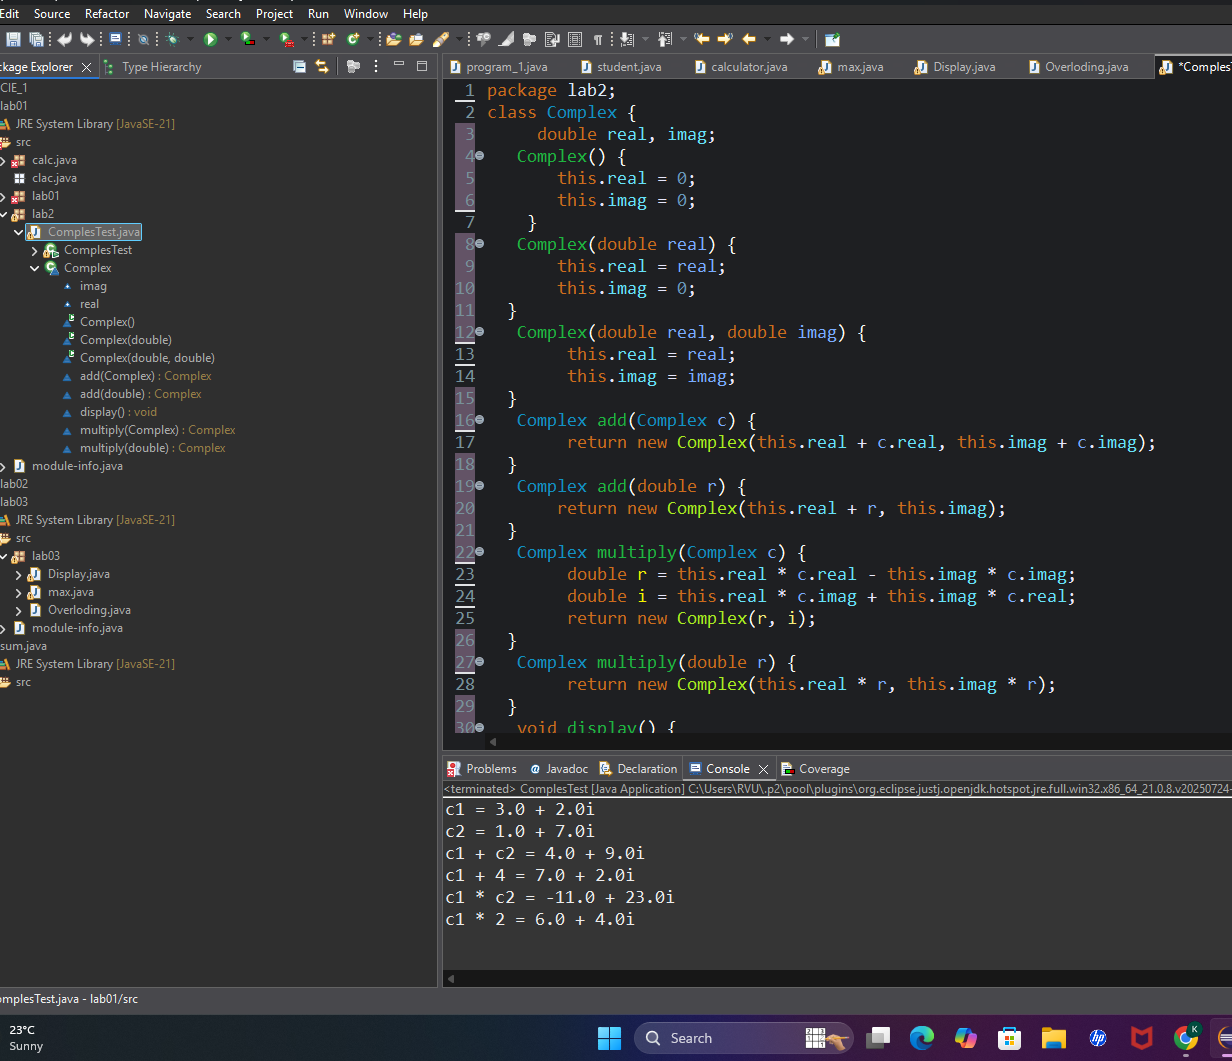 Edit Source Refactor Navigate Search Project Run Window Help
ckage Explorer Type Hierarchy
CIE_1
lab01
JRE System Library [JavaSE-21]
src
calc.java
clac.java
lab01
lab2
ComplesTest.java
ComplesTest
Complex
imag
real
Complex()
Complex(double)
Complex(double, double)
add(Complex) : Complex
add(double) : Complex
display() : void
multiply(Complex) : Complex
multiply(double) : Complex
module-info.java
lab02
lab03
JRE System Library [JavaSE-21]
src
lab03
Display.java
max.java
Overloding.java
module-info.java
sum.java
JRE System Library [JavaSE-21]
src
program_1.java student.java calculator.java max.java Display.java Overloding.java *Comples
1 package lab2;
2 class Complex {
3 double real, imag;
4 Complex() {
5 this.real = 0;
6 this.imag = 0;
7 }
8 Complex(double real) {
9 this.real = real;
10 this.imag = 0;
11 }
12 Complex(double real, double imag) {
13 this.real = real;
14 this.imag = imag;
15 }
16 Complex add(Complex c) {
17 return new Complex(this.real + c.real, this.imag + c.imag);
18 }
19 Complex add(double r) {
20 return new Complex(this.real + r, this.imag);
21 }
22 Complex multiply(Complex c) {
23 double r = this.real * c.real - this.imag * c.imag;
24 double i = this.real * c.imag + this.imag * c.real;
25 return new Complex(r, i);
26 }
27 Complex multiply(double r) {
28 return new Complex(this.real * r, this.imag * r);
29 }
30 void display() {
Problems Javadoc Declaration Console Coverage
<terminated> ComplesTest [Java Application] C:\Users\RVU\.p2\pool\plugins\org.eclipse.justj.openjdk.hotspot.jre.full.win32.x86_64_21.0.8.v20250724-
c1 = 3.0 + 2.0i
c2 = 1.0 + 7.0i
c1 + c2 = 4.0 + 9.0i
c1 + 4 = 7.0 + 2.0i
c1 * c2 = -11.0 + 23.0i
c1 * 2 = 6.0 + 4.0i
omplesTest.java - lab01/src
23°C
Sunny
Search
hp
K